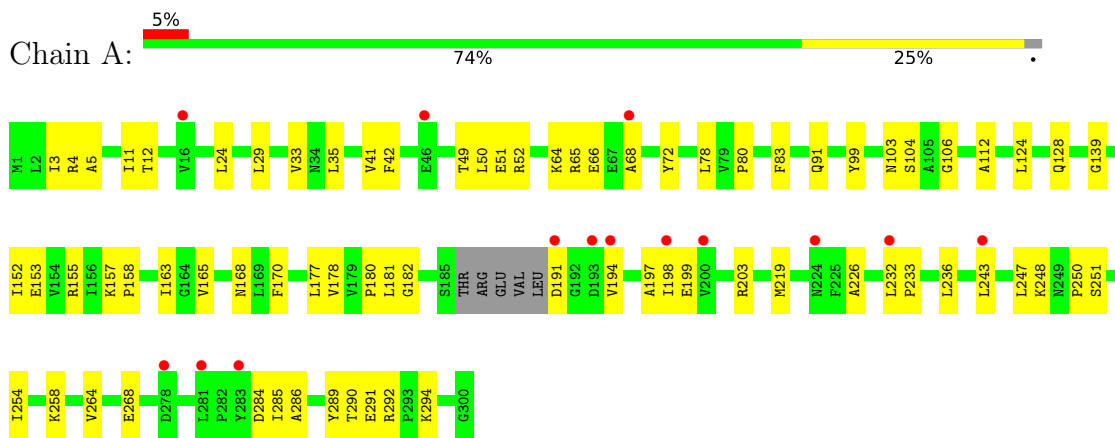 5%
Chain A:
74% 25% •
M1 L2 I3 R4 A5 I11 T12 V16 L24 L29 V33 N34 L35 V41 F42 E46 T49 L50 E51 R52 K64 R65 E66 E67 A68 Y72 L78 V79 P80 F83 Q91 Y99 N103 S104 A105 G106 A112 L124 Q128 G139
I152 E153 V154 R155 I156 K157 P158 I163 G164 V165 N168 L169 F170 L177 V178 V179 P180 L181 G182 S185 THR ARG GLU VAL LEU D191 G192 D193 V194 A197 I198 E199 V200 R203 M219 N224 F225 A226 L232 P233 L236 L243 L247 K248 N249 P250 S251
I254 K258 V264 E268 D278 L281 P282 Y283 D284 I285 A286 Y289 T290 E291 R292 P293 K294 G300